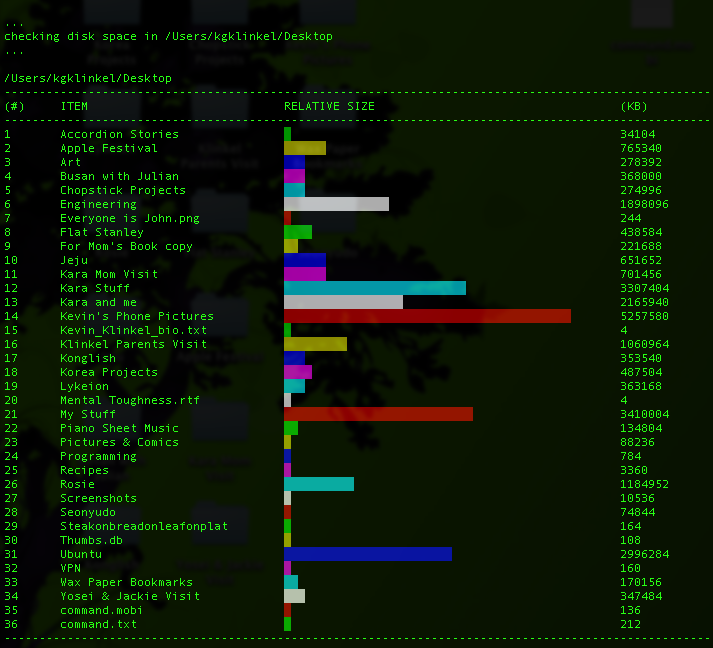 ...
checking disk space in /Users/kgklinkel/Desktop
...
/Users/kgklinkel/Desktop
(#) ITEM RELATIVE SIZE (KB)
1 Accordion Stories 34104
2 Apple Festival 765340
3 Art 278392
4 Busan with Julian 368000
5 Chopstick Projects 274996
6 Engineering 1898096
7 Everyone is John.png 244
8 Flat Stanley 438584
9 For Mom's Book copy 221688
10 Jeju 651652
11 Kara Mom Visit 701456
12 Kara Stuff 3307404
13 Kara and me 2165940
14 Kevin's Phone Pictures 5257580
15 Kevin_Klinkel_bio.txt 4
16 Klinkel Parents Visit 1060964
17 Konglish 353540
18 Korea Projects 487504
19 Lykeion 363168
20 Mental Toughness.rtf 4
21 My Stuff 3410004
22 Piano Sheet Music 134804
23 Pictures & Comics 88236
24 Programming 784
25 Recipes 3360
26 Rosie 1184952
27 Screenshots 10536
28 Seonyudo 74844
29 Steakonbreadonleafonplat 164
30 Thumbs.db 108
31 Ubuntu 2996284
32 VPN 160
33 Wax Paper Bookmarks 170156
34 Yosei & Jackie Visit 347484
35 command.mobi 136
36 command.txt 212